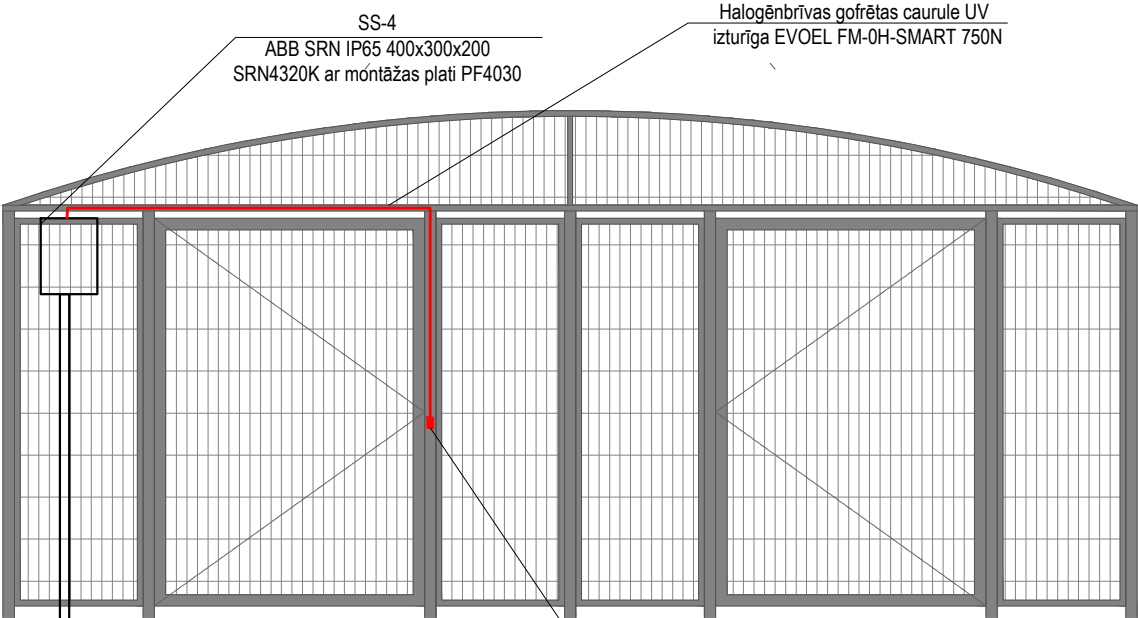 SS-4
ABB SRN IP65 400x300x200
SRN4320K ar montāžas plati PF4030
Halogēnbrīvas gofrētas caurule UV
izturīga EVOEL FM-0H-SMART 750N